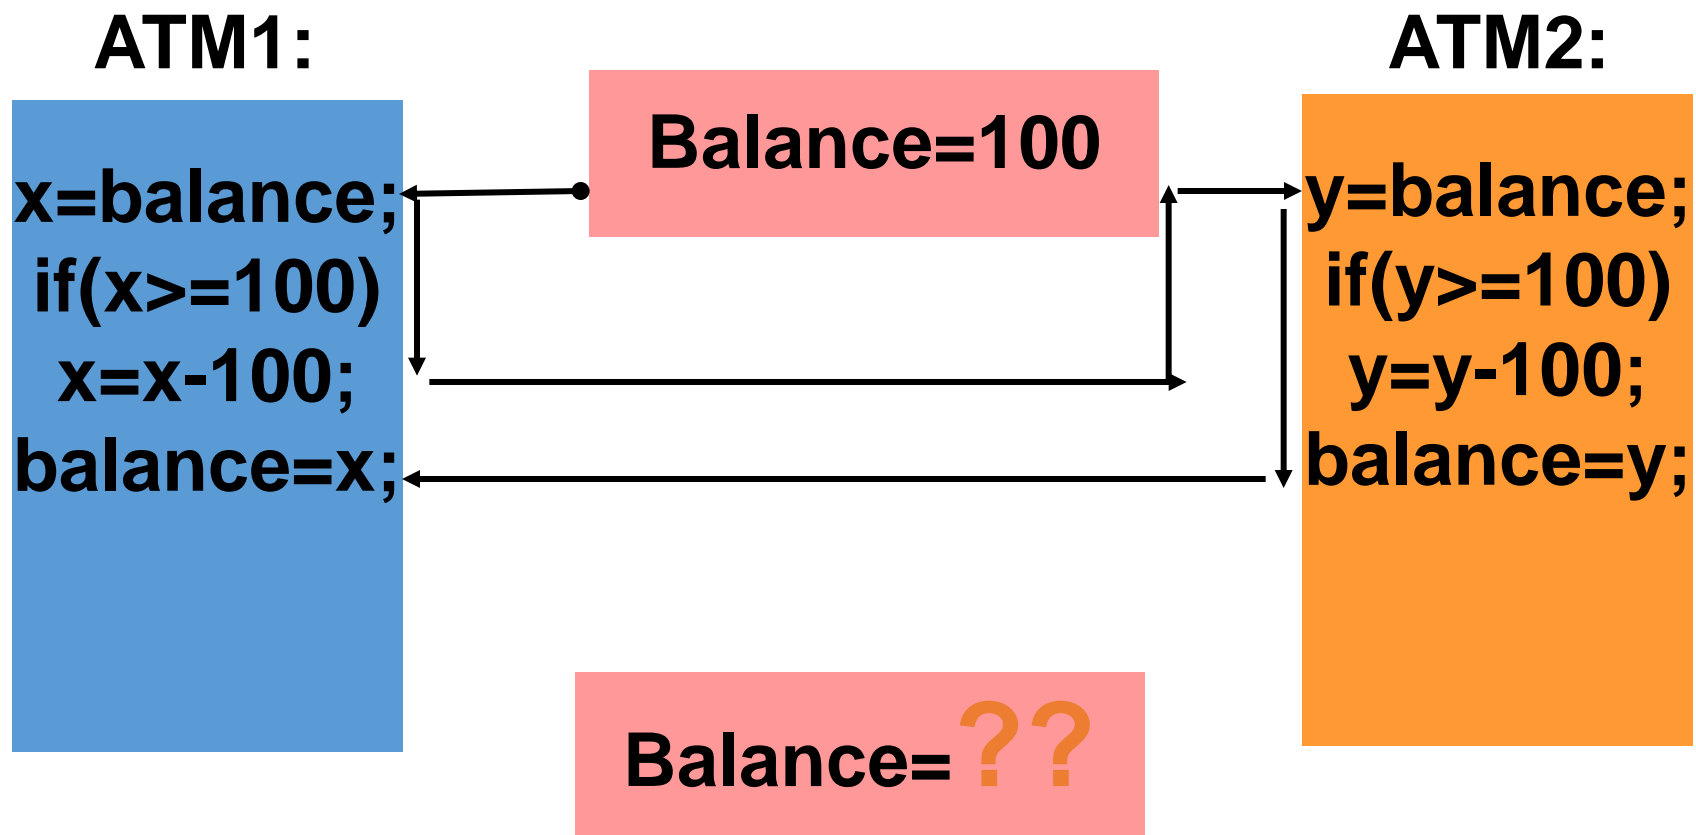 ATM1:
x=balance;
if(x>=100)
x=x-100;
balance=x;
Balance=100
ATM2:
y=balance;
if(y>=100)
y=y-100;
balance=y;
Balance=??